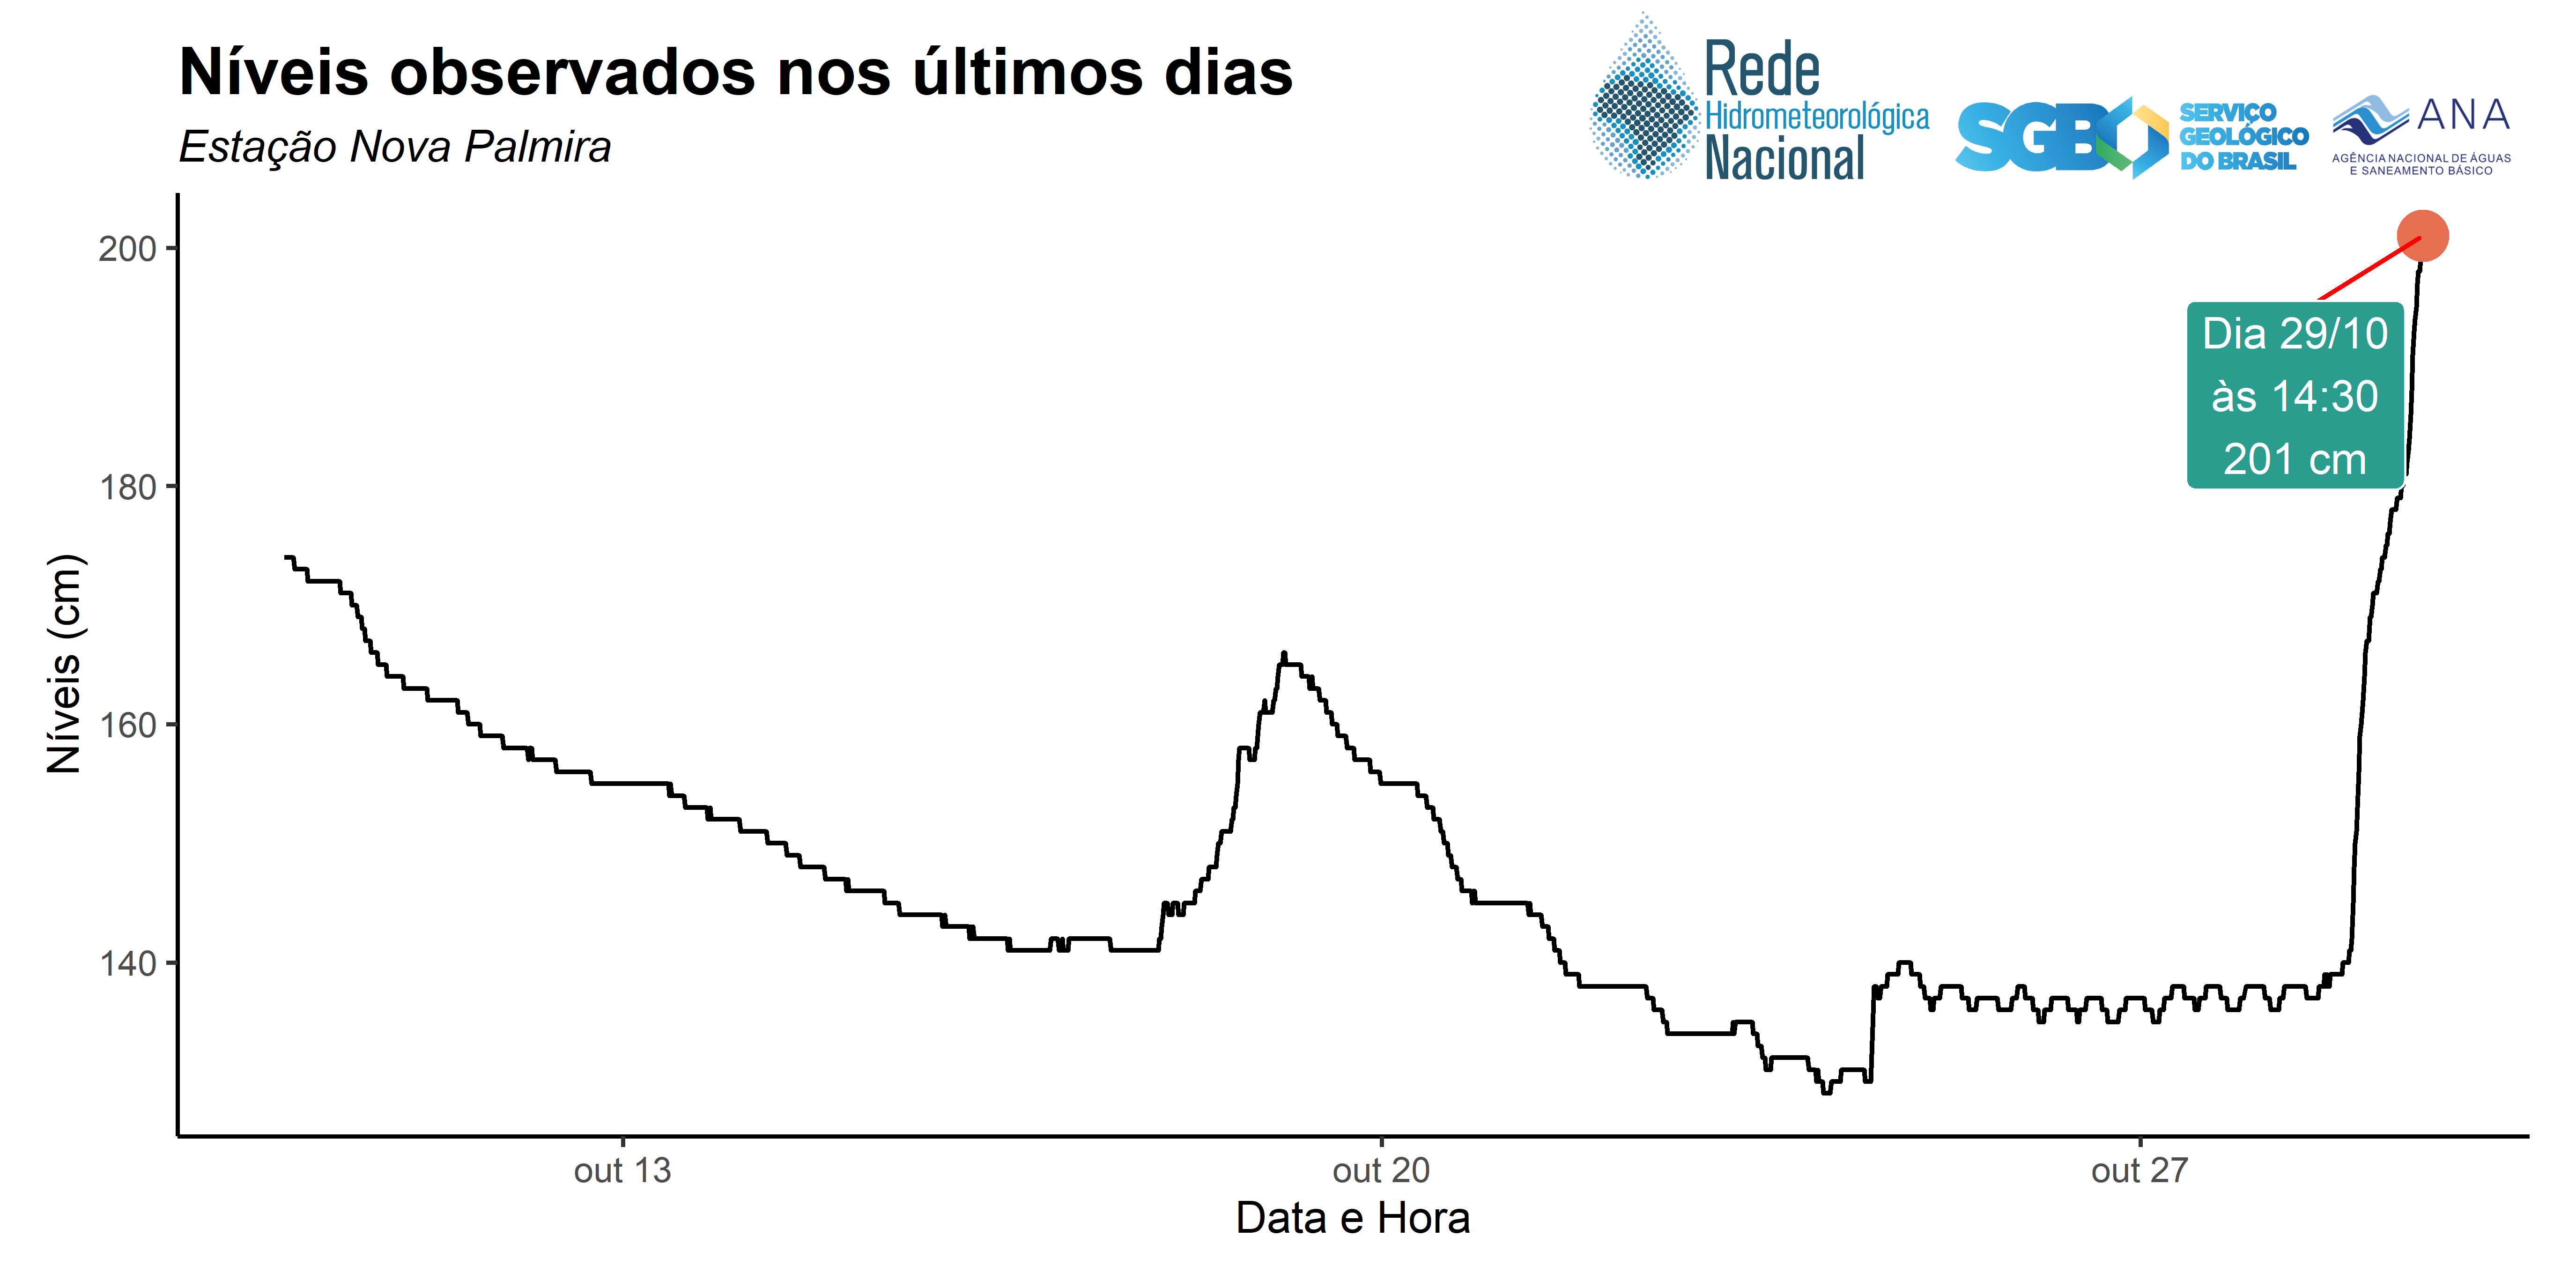 Níveis observados nos últimos dias
Estação Nova Palmira
Rede
Hidrometeorológica
Nacional
SGB
SERVIÇO
GEOLÓGICO
DO BRASIL
ANA
AGÊNCIA NACIONAL DE ÁGUAS
E SANEAMENTO BÁSICO
Níveis (cm)
200
180
160
140
Dia 29/10
às 14:30
201 cm
out 13
out 20
out 27
Data e Hora